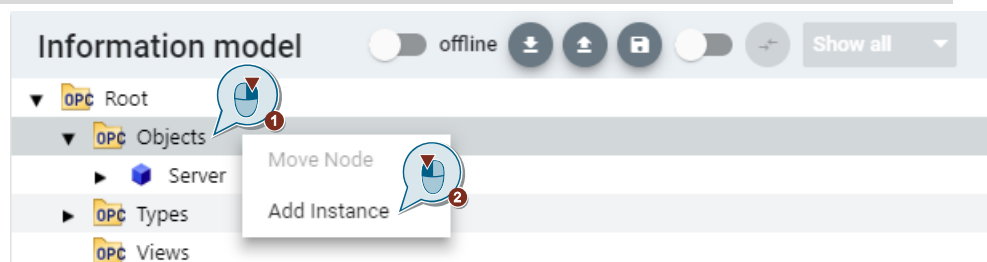 Information model
offline
Show all
OPC Root
1
OPC Objects
Move Node
Server
2
Add Instance
OPC Types
OPC Views